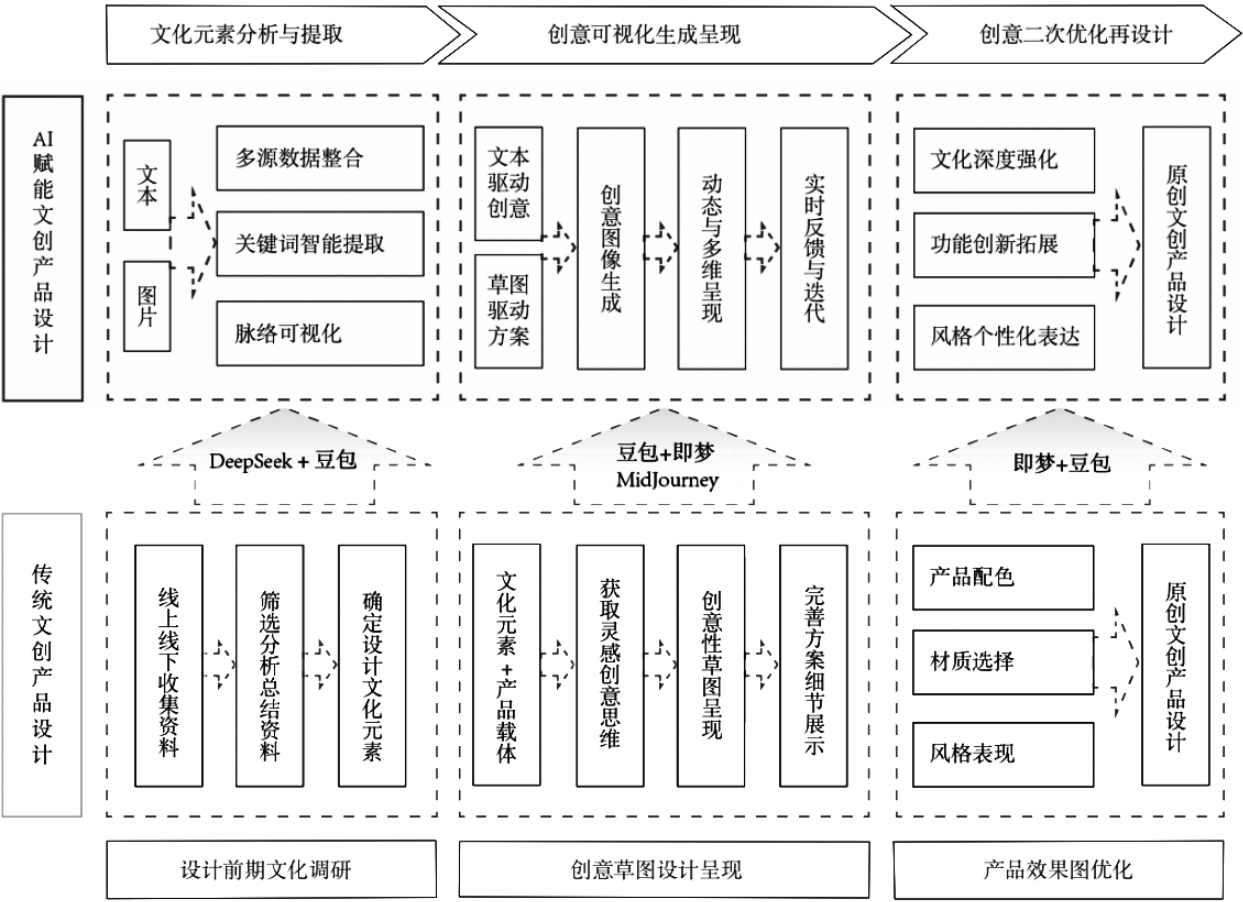 文化元素分析与提取
创意可视化生成呈现
创意二次优化再设计
AI赋能文创产品设计
文本
图片
多源数据整合
关键词智能提取
脉络可视化
文本
驱动
创意
草图
驱动
方案
创意图像生成
动态与多维呈现
实时反馈与迭代
文化深度强化
功能创新拓展
风格个性化表达
原创文创产品设计
DeepSeek + 豆包
豆包+即梦
MidJourney
即梦+豆包
传统文创产品设计
线上线下收集资料
筛选分析总结资料
确定设计文化元素
文化元素+产品载体
获取灵感创意思维
创意性草图呈现
完善方案细节展示
产品配色
材质选择
风格表现
原创文创产品设计
设计前期文化调研
创意草图设计呈现
产品效果图优化